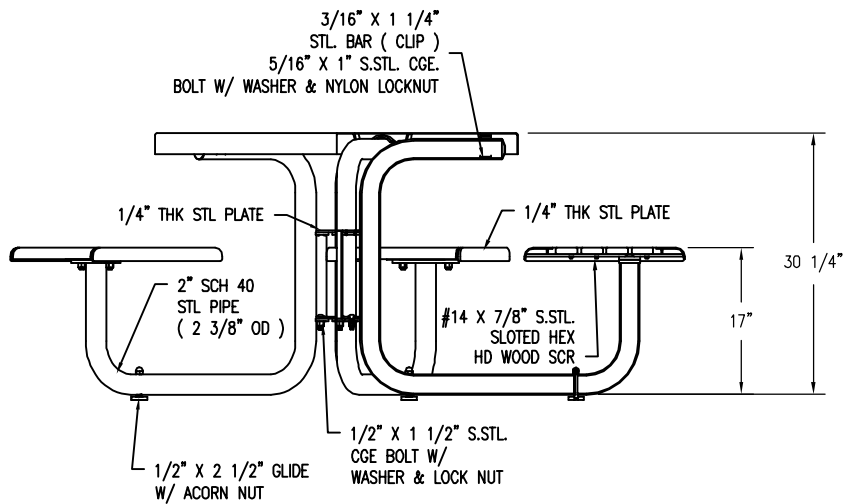 3/16" X 1 1/4"
STL. BAR ( CLIP )
5/16" X 1" S.STL. CGE.
BOLT W/ WASHER & NYLON LOCKNUT
1/4" THK STL PLATE
1/4" THK STL PLATE
30 1/4"
2" SCH 40
STL PIPE
( 2 3/8" OD )
#14 X 7/8" S.STL.
SLOTED HEX
HD WOOD SCR
17"
1/2" X 1 1/2" S.STL.
CGE BOLT W/
WASHER & LOCK NUT
1/2" X 2 1/2" GLIDE
W/ ACORN NUT